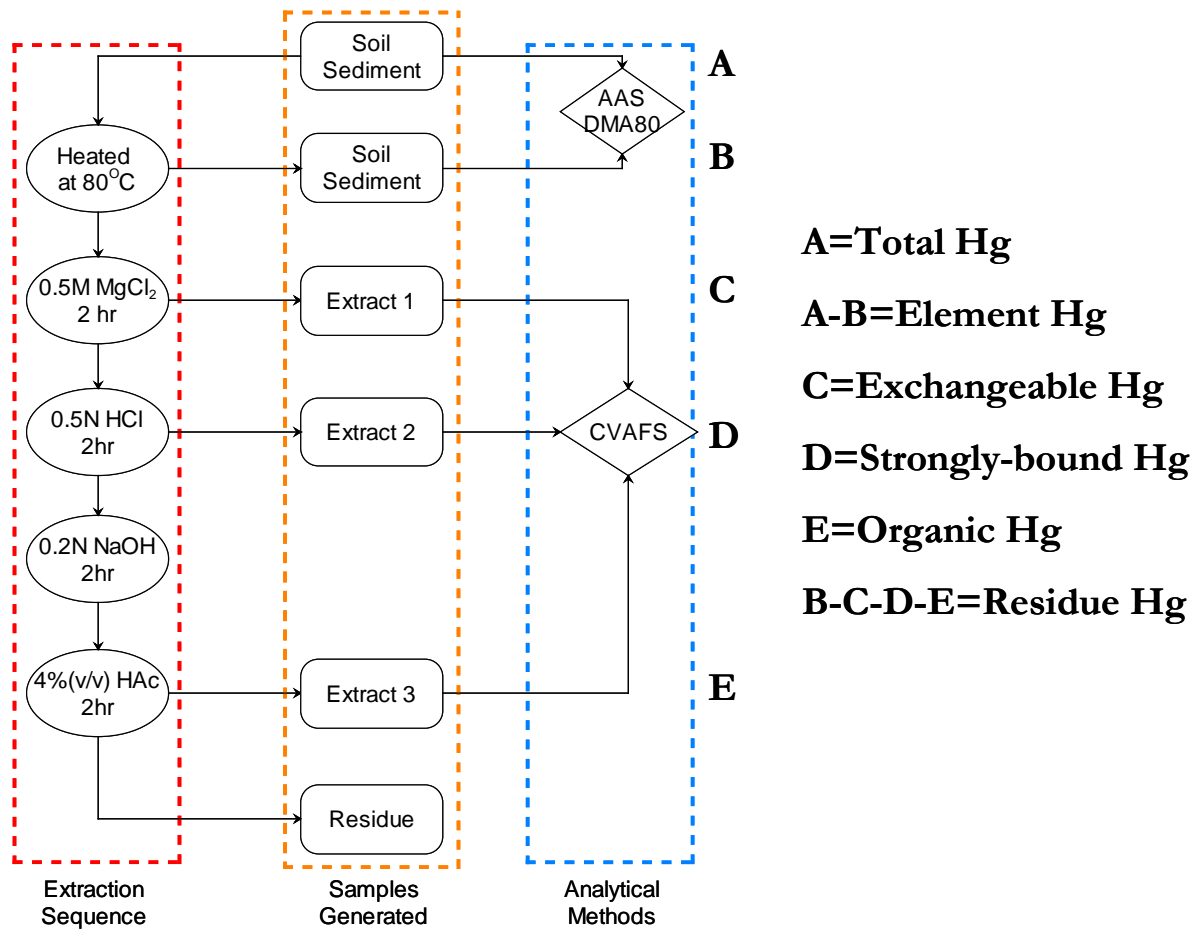 Soil
Sediment
A
AAS
DMA80
Heated
at 80°C
Soil
Sediment
B
0.5M MgCl₂
2 hr
Extract 1
C
0.5N HCl
2hr
Extract 2
CVAFS
D
0.2N NaOH
2hr
4%(v/v) HAc
2hr
Extract 3
E
Residue
Extraction
Sequence
Samples
Generated
Analytical
Methods
A=Total Hg
A-B=Element Hg
C=Exchangeable Hg
D=Strongly-bound Hg
E=Organic Hg
B-C-D-E=Residue Hg